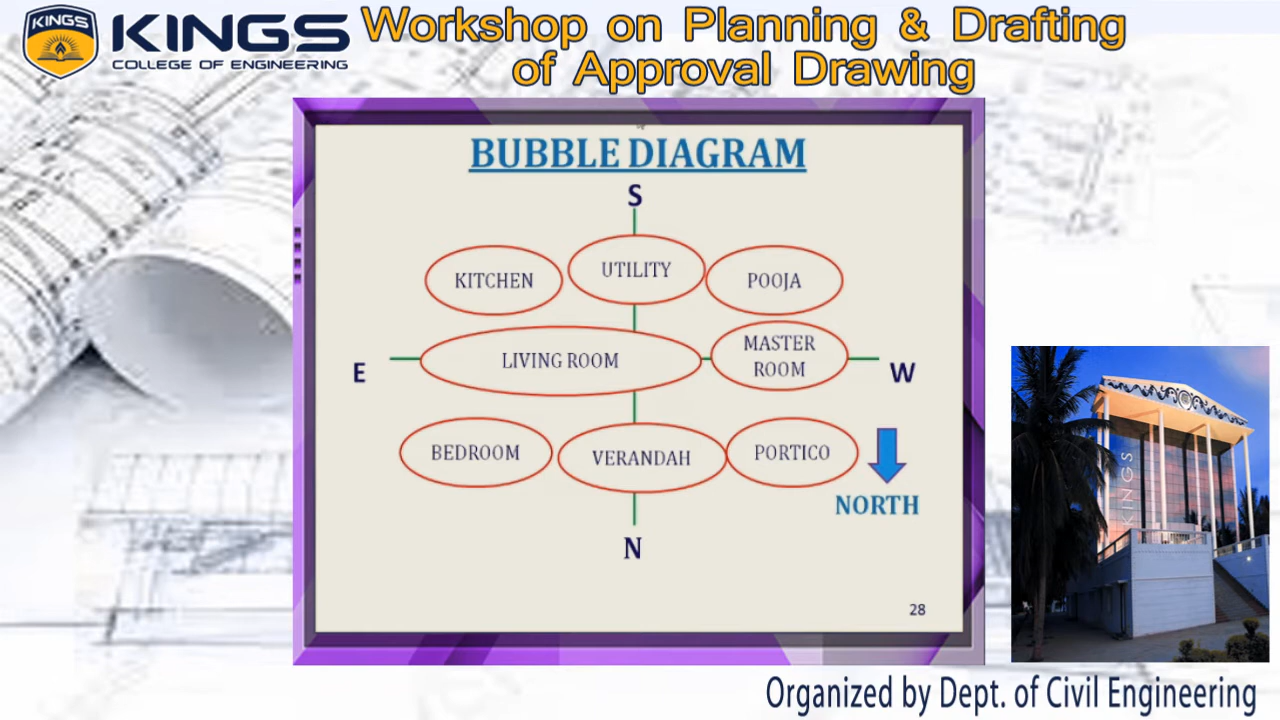 KINGS
KINGS
COLLEGE OF ENGINEERING
Workshop on Planning & Drafting
of Approval Drawing
BUBBLE DIAGRAM
S
KITCHEN
UTILITY
POOJA
E
LIVING ROOM
MASTER
ROOM
W
BEDROOM
VERANDAH
PORTICO
NORTH
N
28
KINGS
Organized by Dept. of Civil Engineering